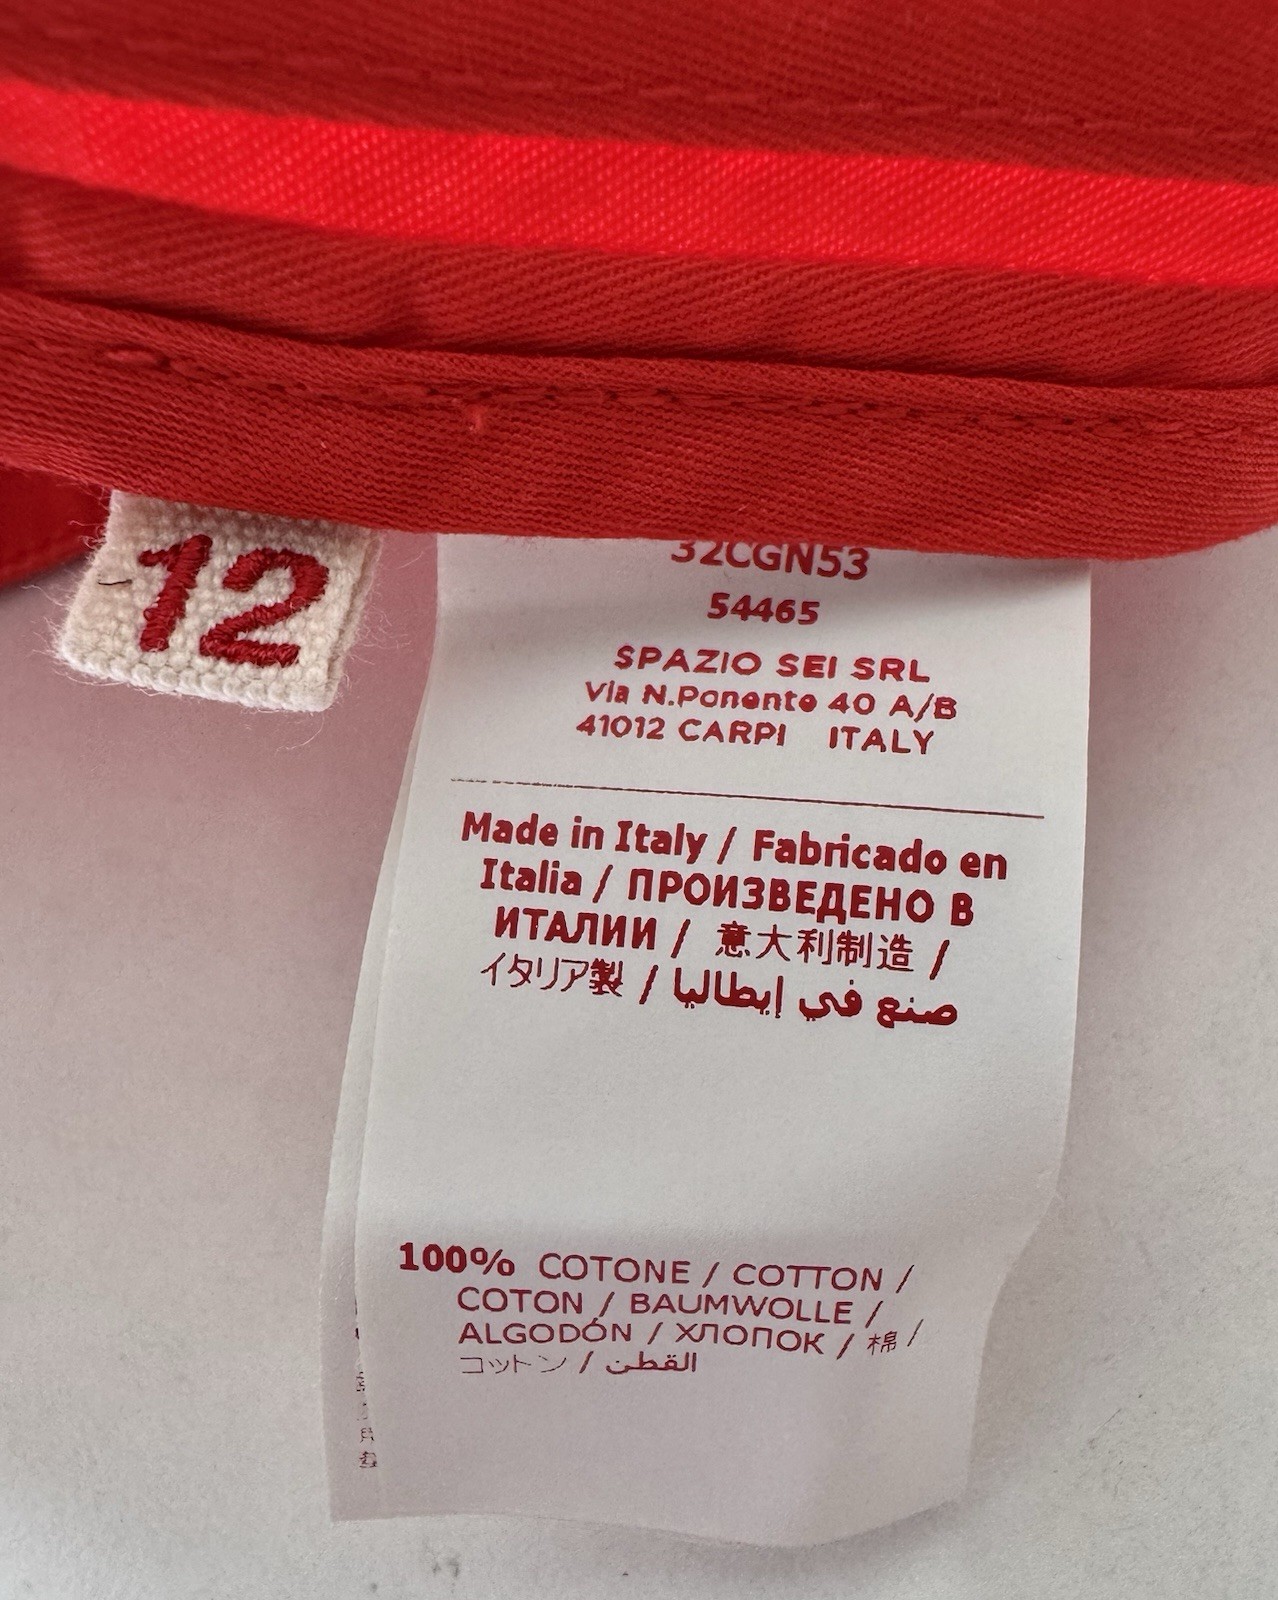 12
32CGN53
54465
SPAZIO SEI SRL
Via N.Ponente 40 A/B
41012 CARPI ITALY
Made in Italy / Fabricado en
Italia / ПРОИЗВЕДЕНО В
ИТАЛИИ / 意大利制造 /
イタリア製 / صنع في إيطاليا
100% COTONE / COTTON /
COTON / BAUMWOLLE /
ALGODÓN / ХЛОПОК / 棉 /
コットン / القطن